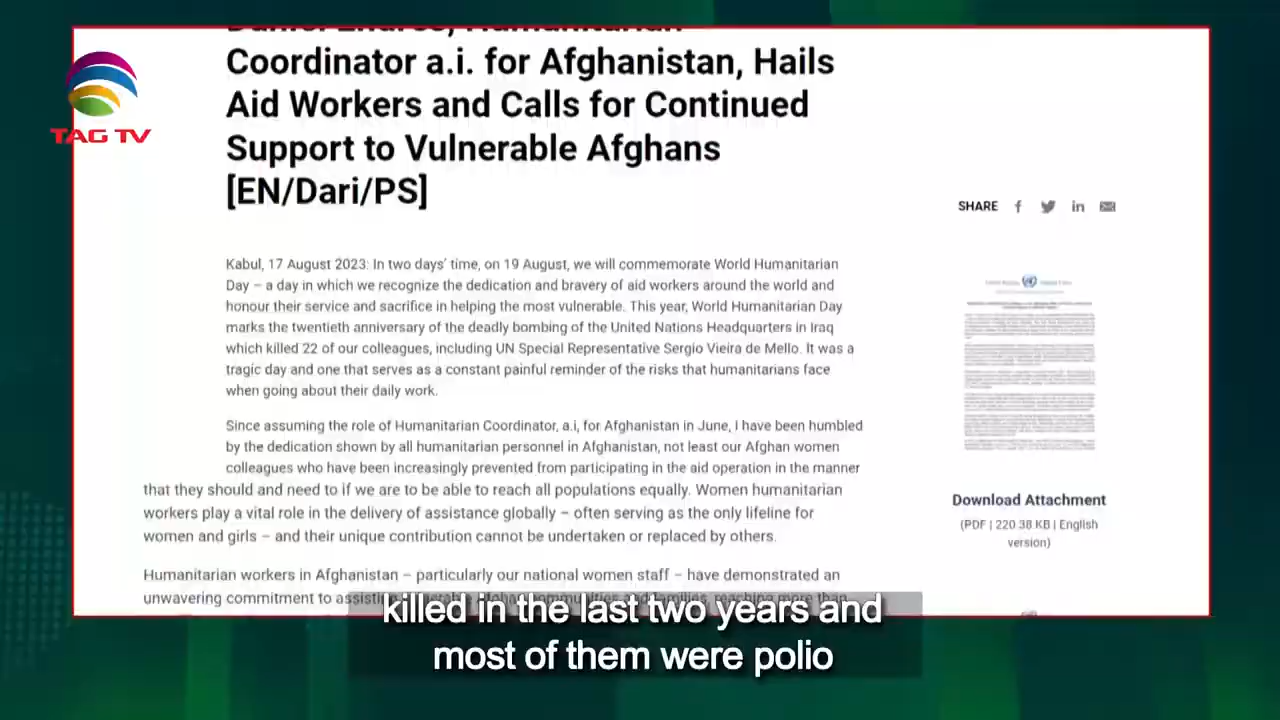 Coordinator a.i. for Afghanistan, Hails
Aid Workers and Calls for Continued
Support to Vulnerable Afghans
[EN/Dari/PS]
TAG TV
SHARE
Kabul, 17 August 2023: In two days' time, on 19 August, we will commemorate World Humanitarian
Day – a day in which we recognize the dedication and bravery of aid workers around the world and
honour their service and sacrifice in helping the most vulnerable. This year, World Humanitarian Day
marks the twentieth anniversary of the deadly bombing of the United Nations Headquarters in Iraq
which killed 22 of our colleagues, including UN Special Representative Sergio Vieira de Mello. It was a
tragic day and one that serves as a constant painful reminder of the risks that humanitarians face
when going about their daily work.
Since assuming the role of Humanitarian Coordinator, a.i, for Afghanistan in June, I have been humbled
by the dedication shown by all humanitarian personnel in Afghanistan, not least our Afghan women
colleagues who have been increasingly prevented from participating in the aid operation in the manner
that they should and need to if we are to be able to reach all populations equally. Women humanitarian
workers play a vital role in the delivery of assistance globally – often serving as the only lifeline for
women and girls – and their unique contribution cannot be undertaken or replaced by others.
Humanitarian workers in Afghanistan – particularly our national women staff – have demonstrated an
unwavering commitment to
Download Attachment
(PDF | 220.38 KB | English
version)
killed in the last two years and
most of them were polio